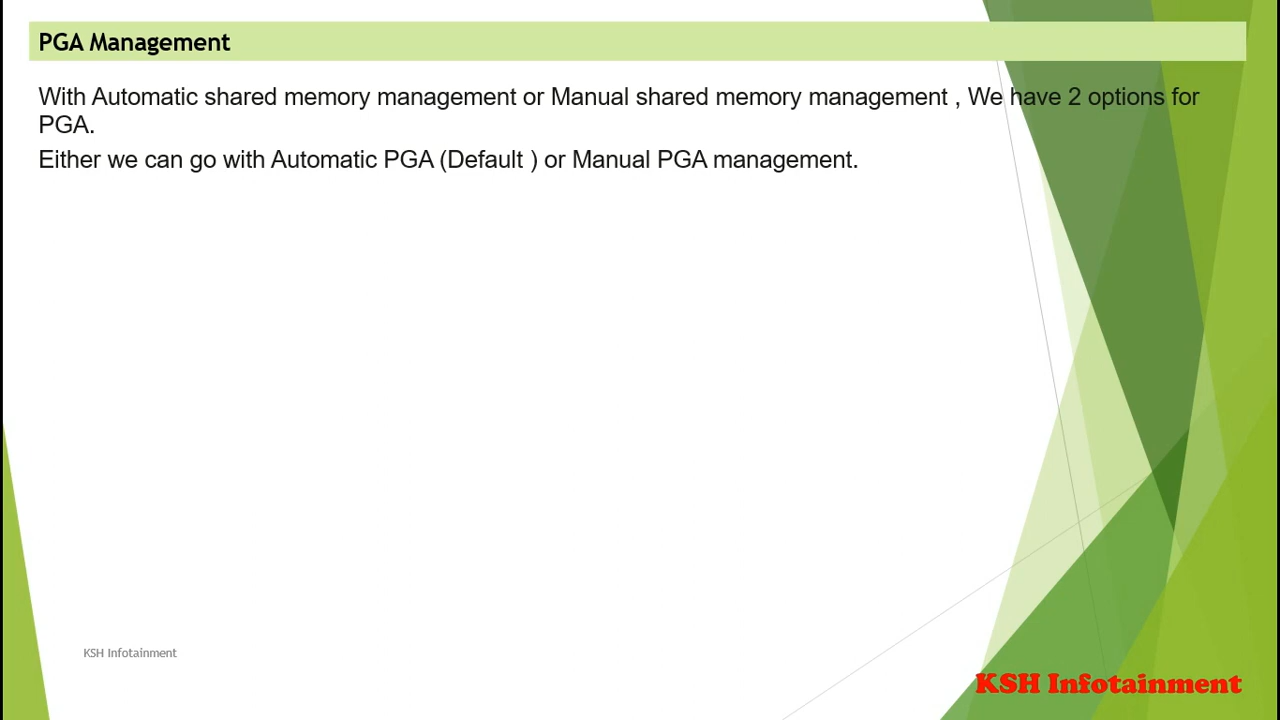 PGA Management
With Automatic shared memory management or Manual shared memory management , We have 2 options for
PGA.
Either we can go with Automatic PGA (Default ) or Manual PGA management.
KSH Infotainment
KSH Infotainment